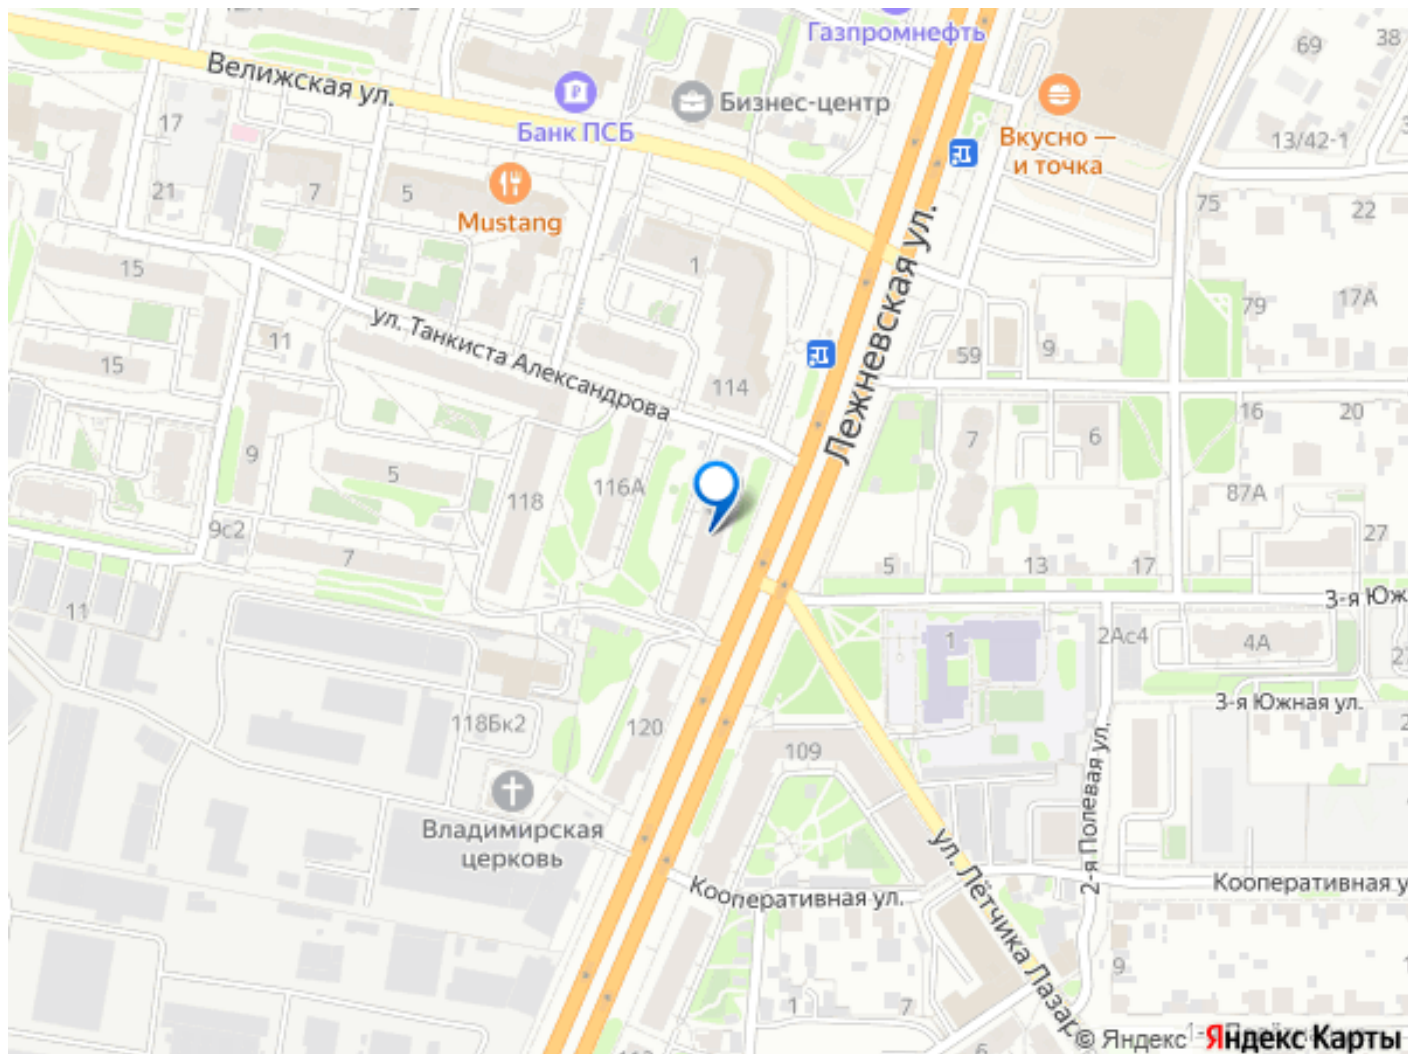 Газпромнефть
69
38
Велижская ул.
Бизнес-центр
Банк ПСБ
Вкусно —
и точка
13/42-1
17
21
7
5
Mustang
75
22
1
15
Лежневская ул.
79
17А
ул. Танкиста Александрова
11
15
59
9
114
16
20
7
6
9
5
118
116А
87А
9с2
7
27
5
13
17
11
3-я Юж
1
2Ас4
4А
3-я Южная ул.
118Бк2
120
109
2-я Полевая ул.
Владимирская
церковь
ул. Лётчика Лазар
Кооперативная ул.
Кооперативная у
9
1
7
6
© Яндекс
Яндекс Карты